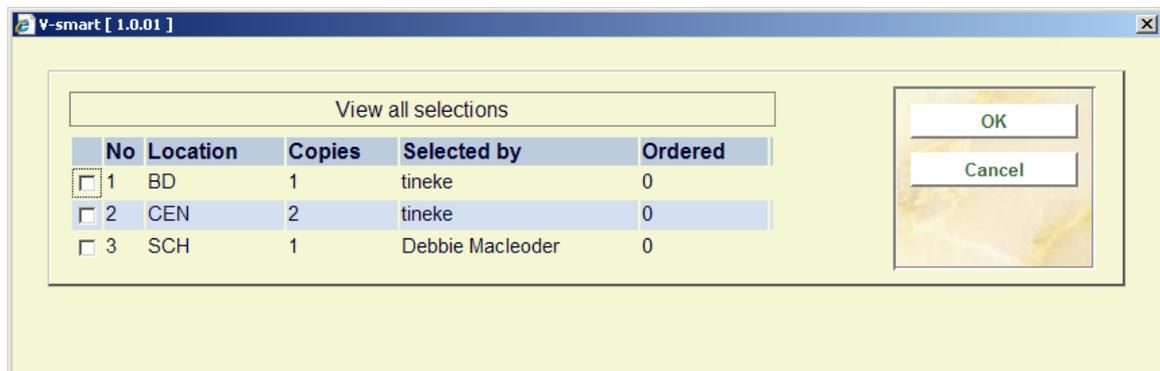 V-smart [ 1.0.01 ]
View all selections
OK
Cancel
No Location Copies Selected by Ordered
1 BD 1 tineke 0
2 CEN 2 tineke 0
3 SCH 1 Debbie Macleoder 0